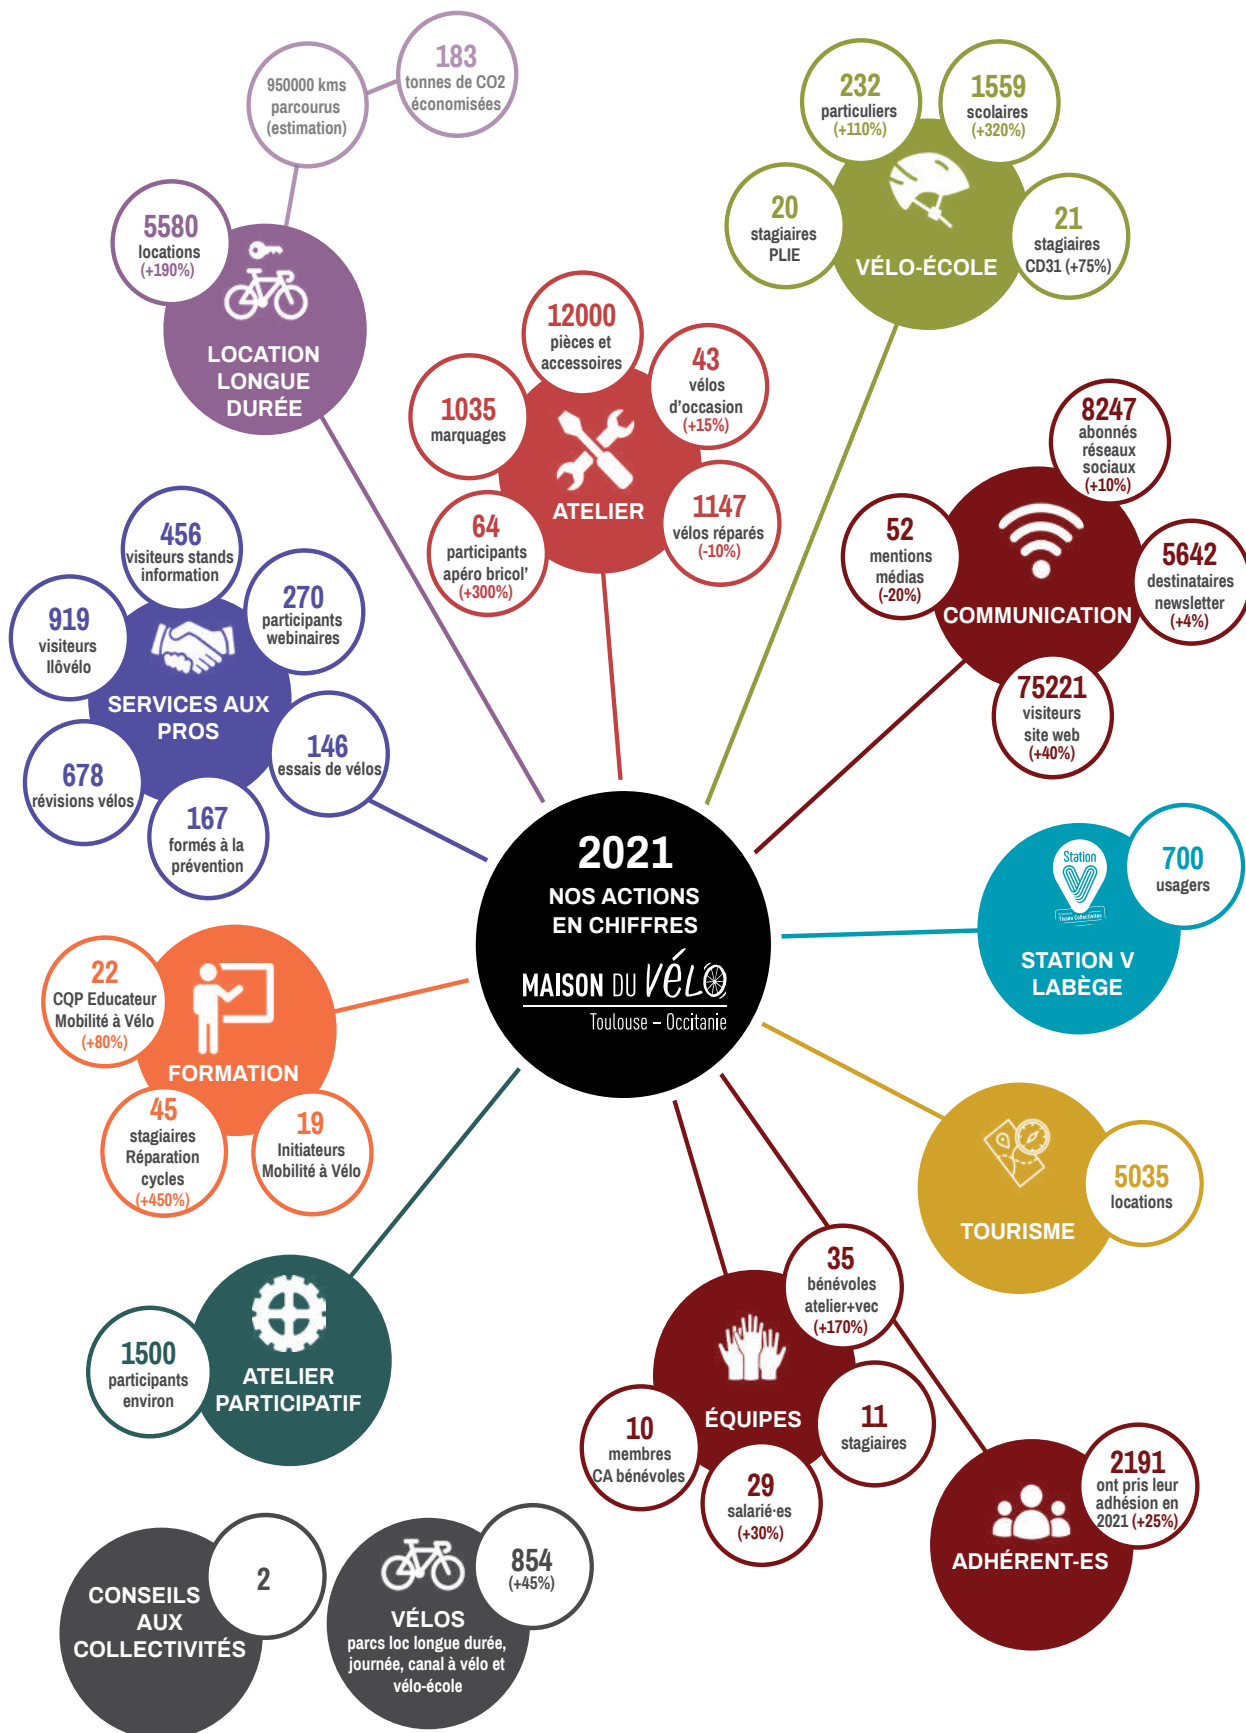 950000 kms
parcourus
(estimation)
183
tonnes de CO2
économisées
5580
locations
(+190%)
LOCATION
LONGUE
DURÉE
232
particuliers
(+110%)
1559
scolaires
(+320%)
20
stagiaires
PLIE
21
stagiaires
CD31 (+75%)
VÉLO-ÉCOLE
12000
pièces et
accessoires
43
vélos
d'occasion
(+15%)
1035
marquages
64
participants
apéro bricol'
(+300%)
1147
vélos réparés
(-10%)
ATELIER
8247
abonnés
réseaux
sociaux
(+10%)
52
mentions
médias
(-20%)
5642
destinataires
newsletter
(+4%)
COMMUNICATION
75221
visiteurs
site web
(+40%)
456
visiteurs stands
information
919
visiteurs
Ilôvélo
270
participants
webinaires
SERVICES AUX
PROS
146
essais de vélos
678
révisions vélos
167
formés à la
prévention
2021
NOS ACTIONS
EN CHIFFRES
MAISON DU VÉLO
Toulouse – Occitanie
Station
V
Tisséo Collectivités
700
usagers
STATION V
LABÈGE
22
CQP Educateur
Mobilité à Vélo
(+80%)
FORMATION
45
stagiaires
Réparation
cycles
(+450%)
19
Initiateurs
Mobilité à Vélo
5035
locations
TOURISME
1500
participants
environ
ATELIER
PARTICIPATIF
35
bénévoles
atelier+vec
(+170%)
ÉQUIPES
10
membres
CA bénévoles
11
stagiaires
29
salarié·es
(+30%)
2191
ont pris leur
adhésion en
2021 (+25%)
ADHÉRENT-ES
CONSEILS
AUX
COLLECTIVITÉS
2
854
(+45%)
VÉLOS
parcs loc longue durée,
journée, canal à vélo et
vélo-école